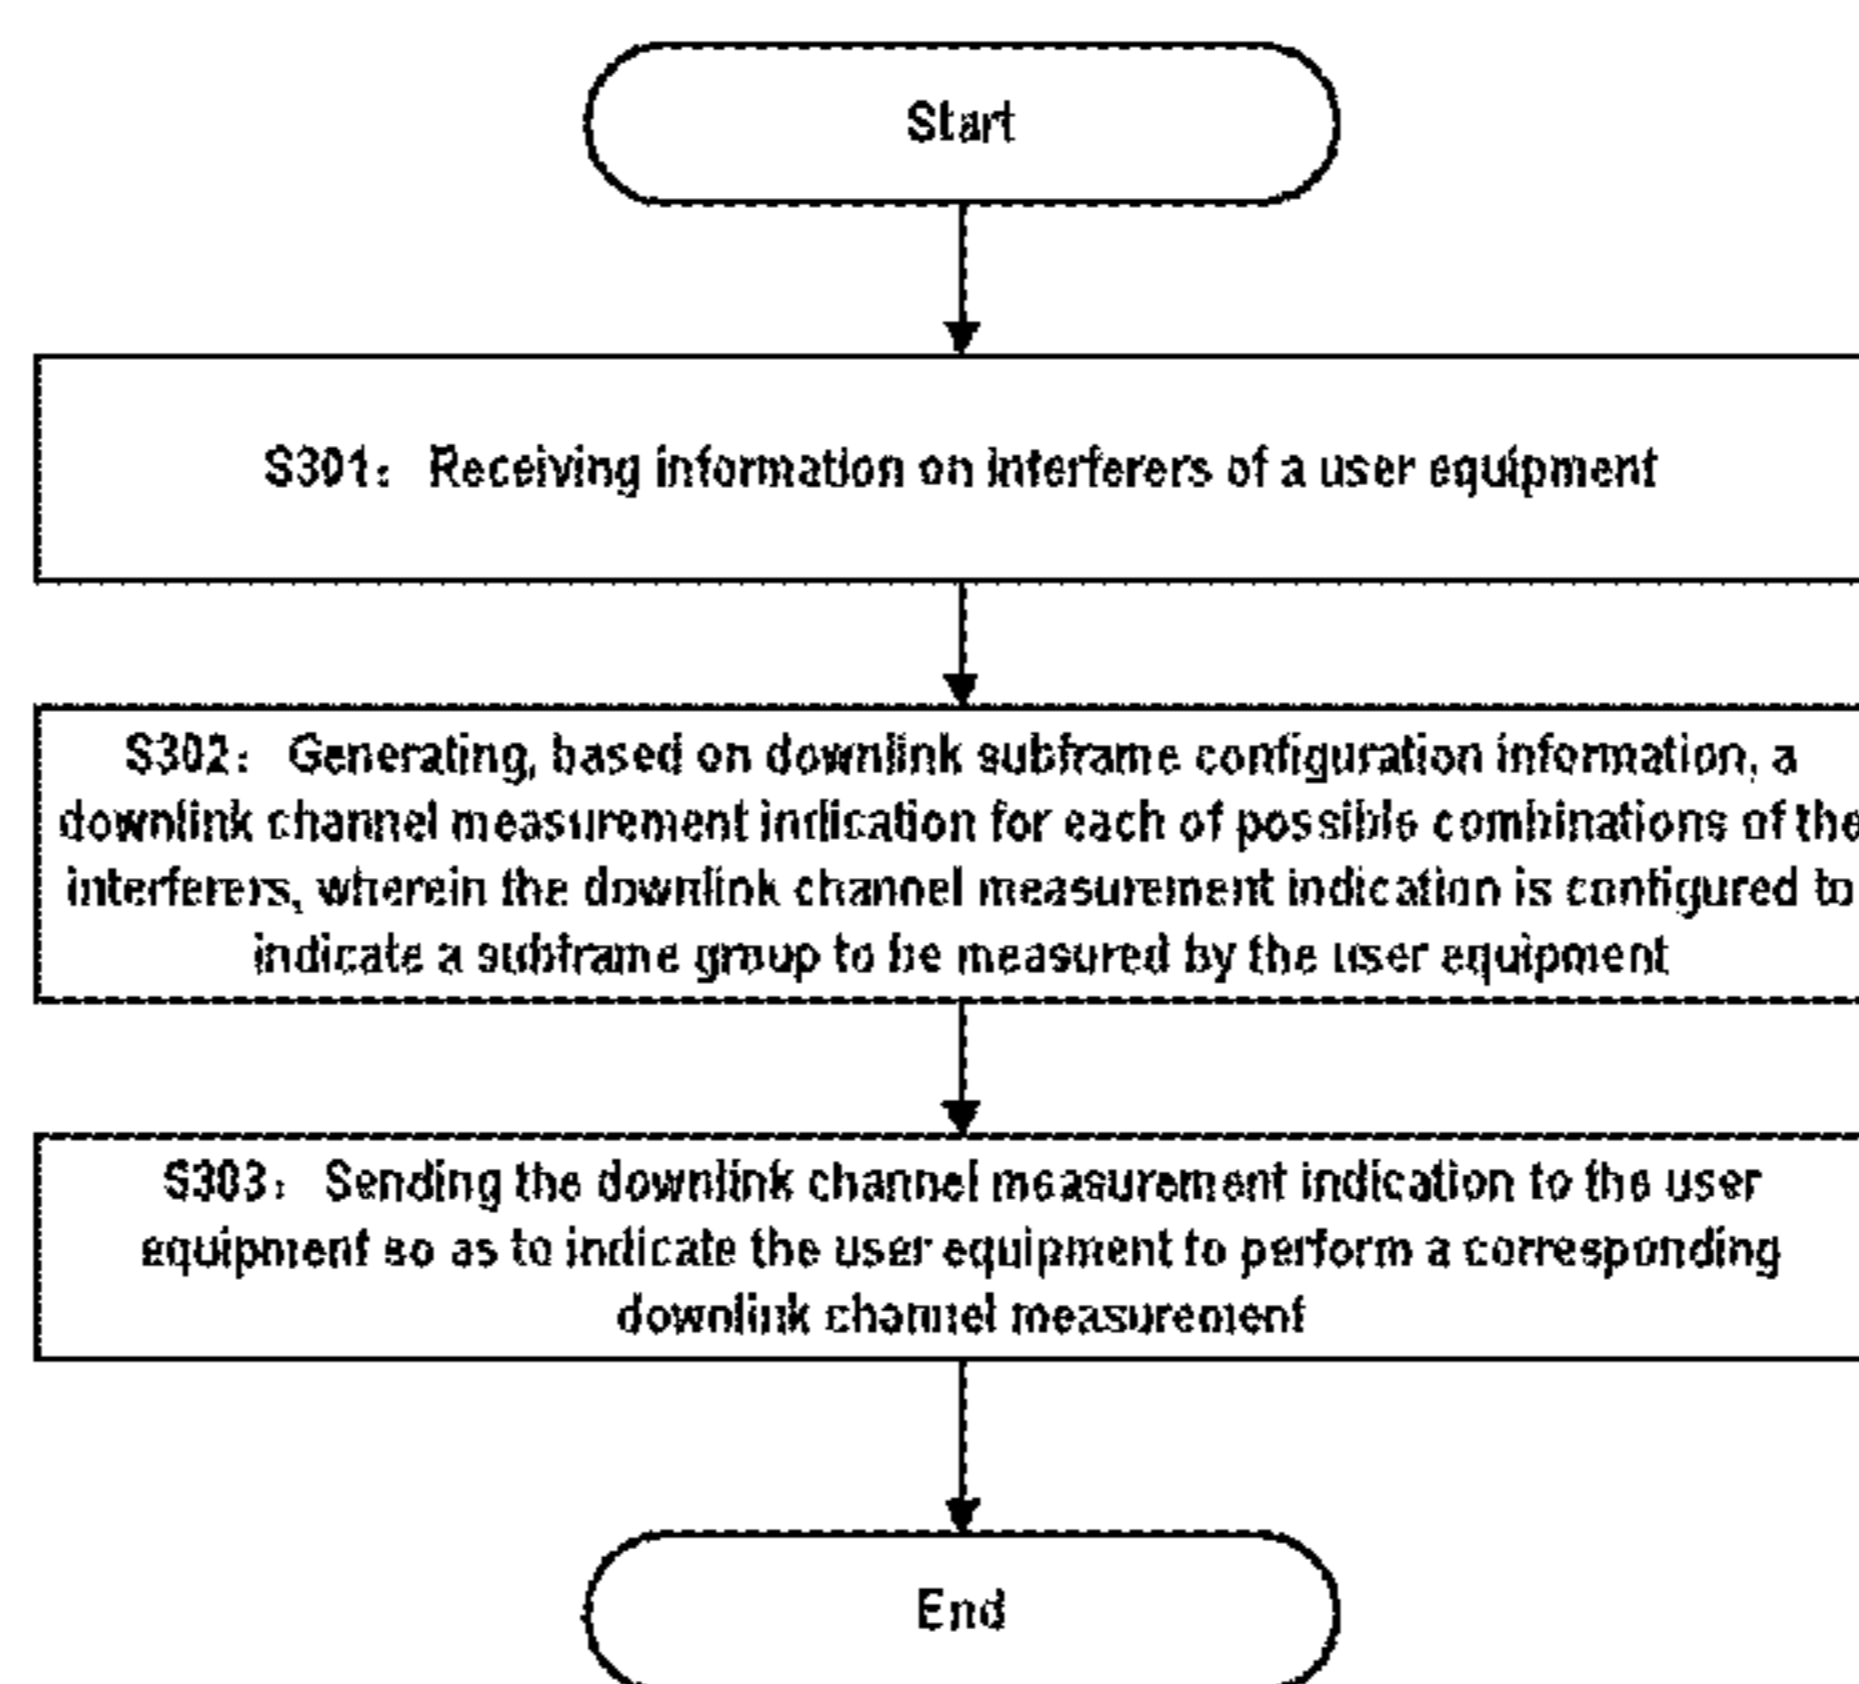 Start
S301: Receiving information on interferers of a user equipment
S302: Generating, based on downlink subframe configuration information, a
downlink channel measurement indication for each of possible combinations of the
interferers, wherein the downlink channel measurement indication is configured to
indicate a subframe group to be measured by the user equipment
S303: Sending the downlink channel measurement indication to the user
equipment so as to indicate the user equipment to perform a corresponding
downlink channel measurement
End